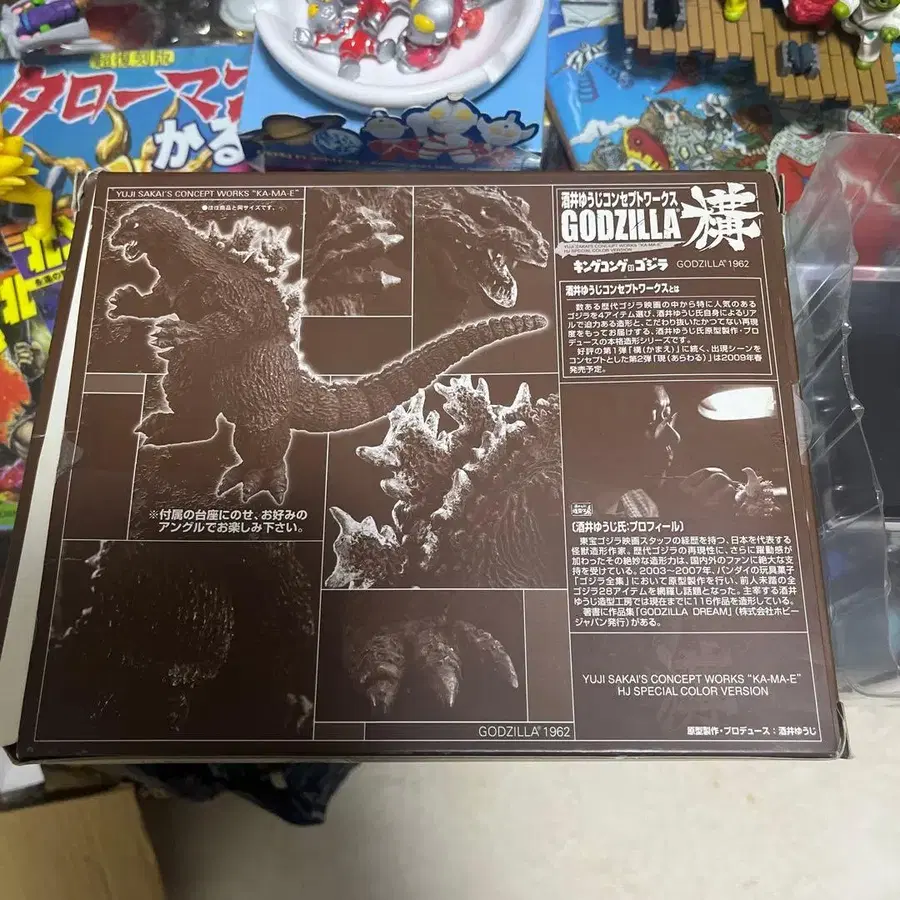 超復刻版
タローマン
かるた
YUJI SAKAI'S CONCEPT WORKS "KA-MA-E"
●ほぼ商品と同サイズです。
※付属の台座にのせ、お好みの
アングルでお楽しみ下さい。
GODZILLA® 1962
酒井ゆうじコンセプトワークス
GODZILLA 構
YUJI SAKAI'S CONCEPT WORKS "KA-MA-E"
HJ SPECIAL COLOR VERSION
キングコング対ゴジラ GODZILLA® 1962
酒井ゆうじコンセプトワークスとは
数ある歴代ゴジラ映画の中から特に人気のある
ゴジラを4アイテム選び、酒井ゆうじ氏自身によるリア
ルで迫力ある造形と、こだわり抜いたかつてない再現
度をもってお届けする、酒井ゆうじ氏原型製作・プロ
デュースの本格造形シリーズです。
好評の第1弾「構(かまえ)」に続く、出現シーンを
コンセプトとした第2弾「現(あらわる)」は2009年春
発売予定。
〔酒井ゆうじ氏:プロフィール〕
東宝ゴジラ映画スタッフの経歴を持つ、日本を代表する
怪獣造形作家。歴代ゴジラの再現性に、さらに躍動感が
加わったその絶妙な造形力は、国内外のファンに絶大な支
持を受けている。2003~2007年、バンダイの玩具菓子
「ゴジラ全集」において原型製作を行い、前人未踏の全
ゴジラ28アイテムを網羅し話題となった。主宰する酒井
ゆうじ造型工房では現在までに116作品を造形している。
著書に作品集「GODZILLA DREAM」(株式会社ホビー
ジャパン発行)がある。
YUJI SAKAI'S CONCEPT WORKS "KA-MA-E"
HJ SPECIAL COLOR VERSION
原型製作・プロデュース:酒井ゆうじ